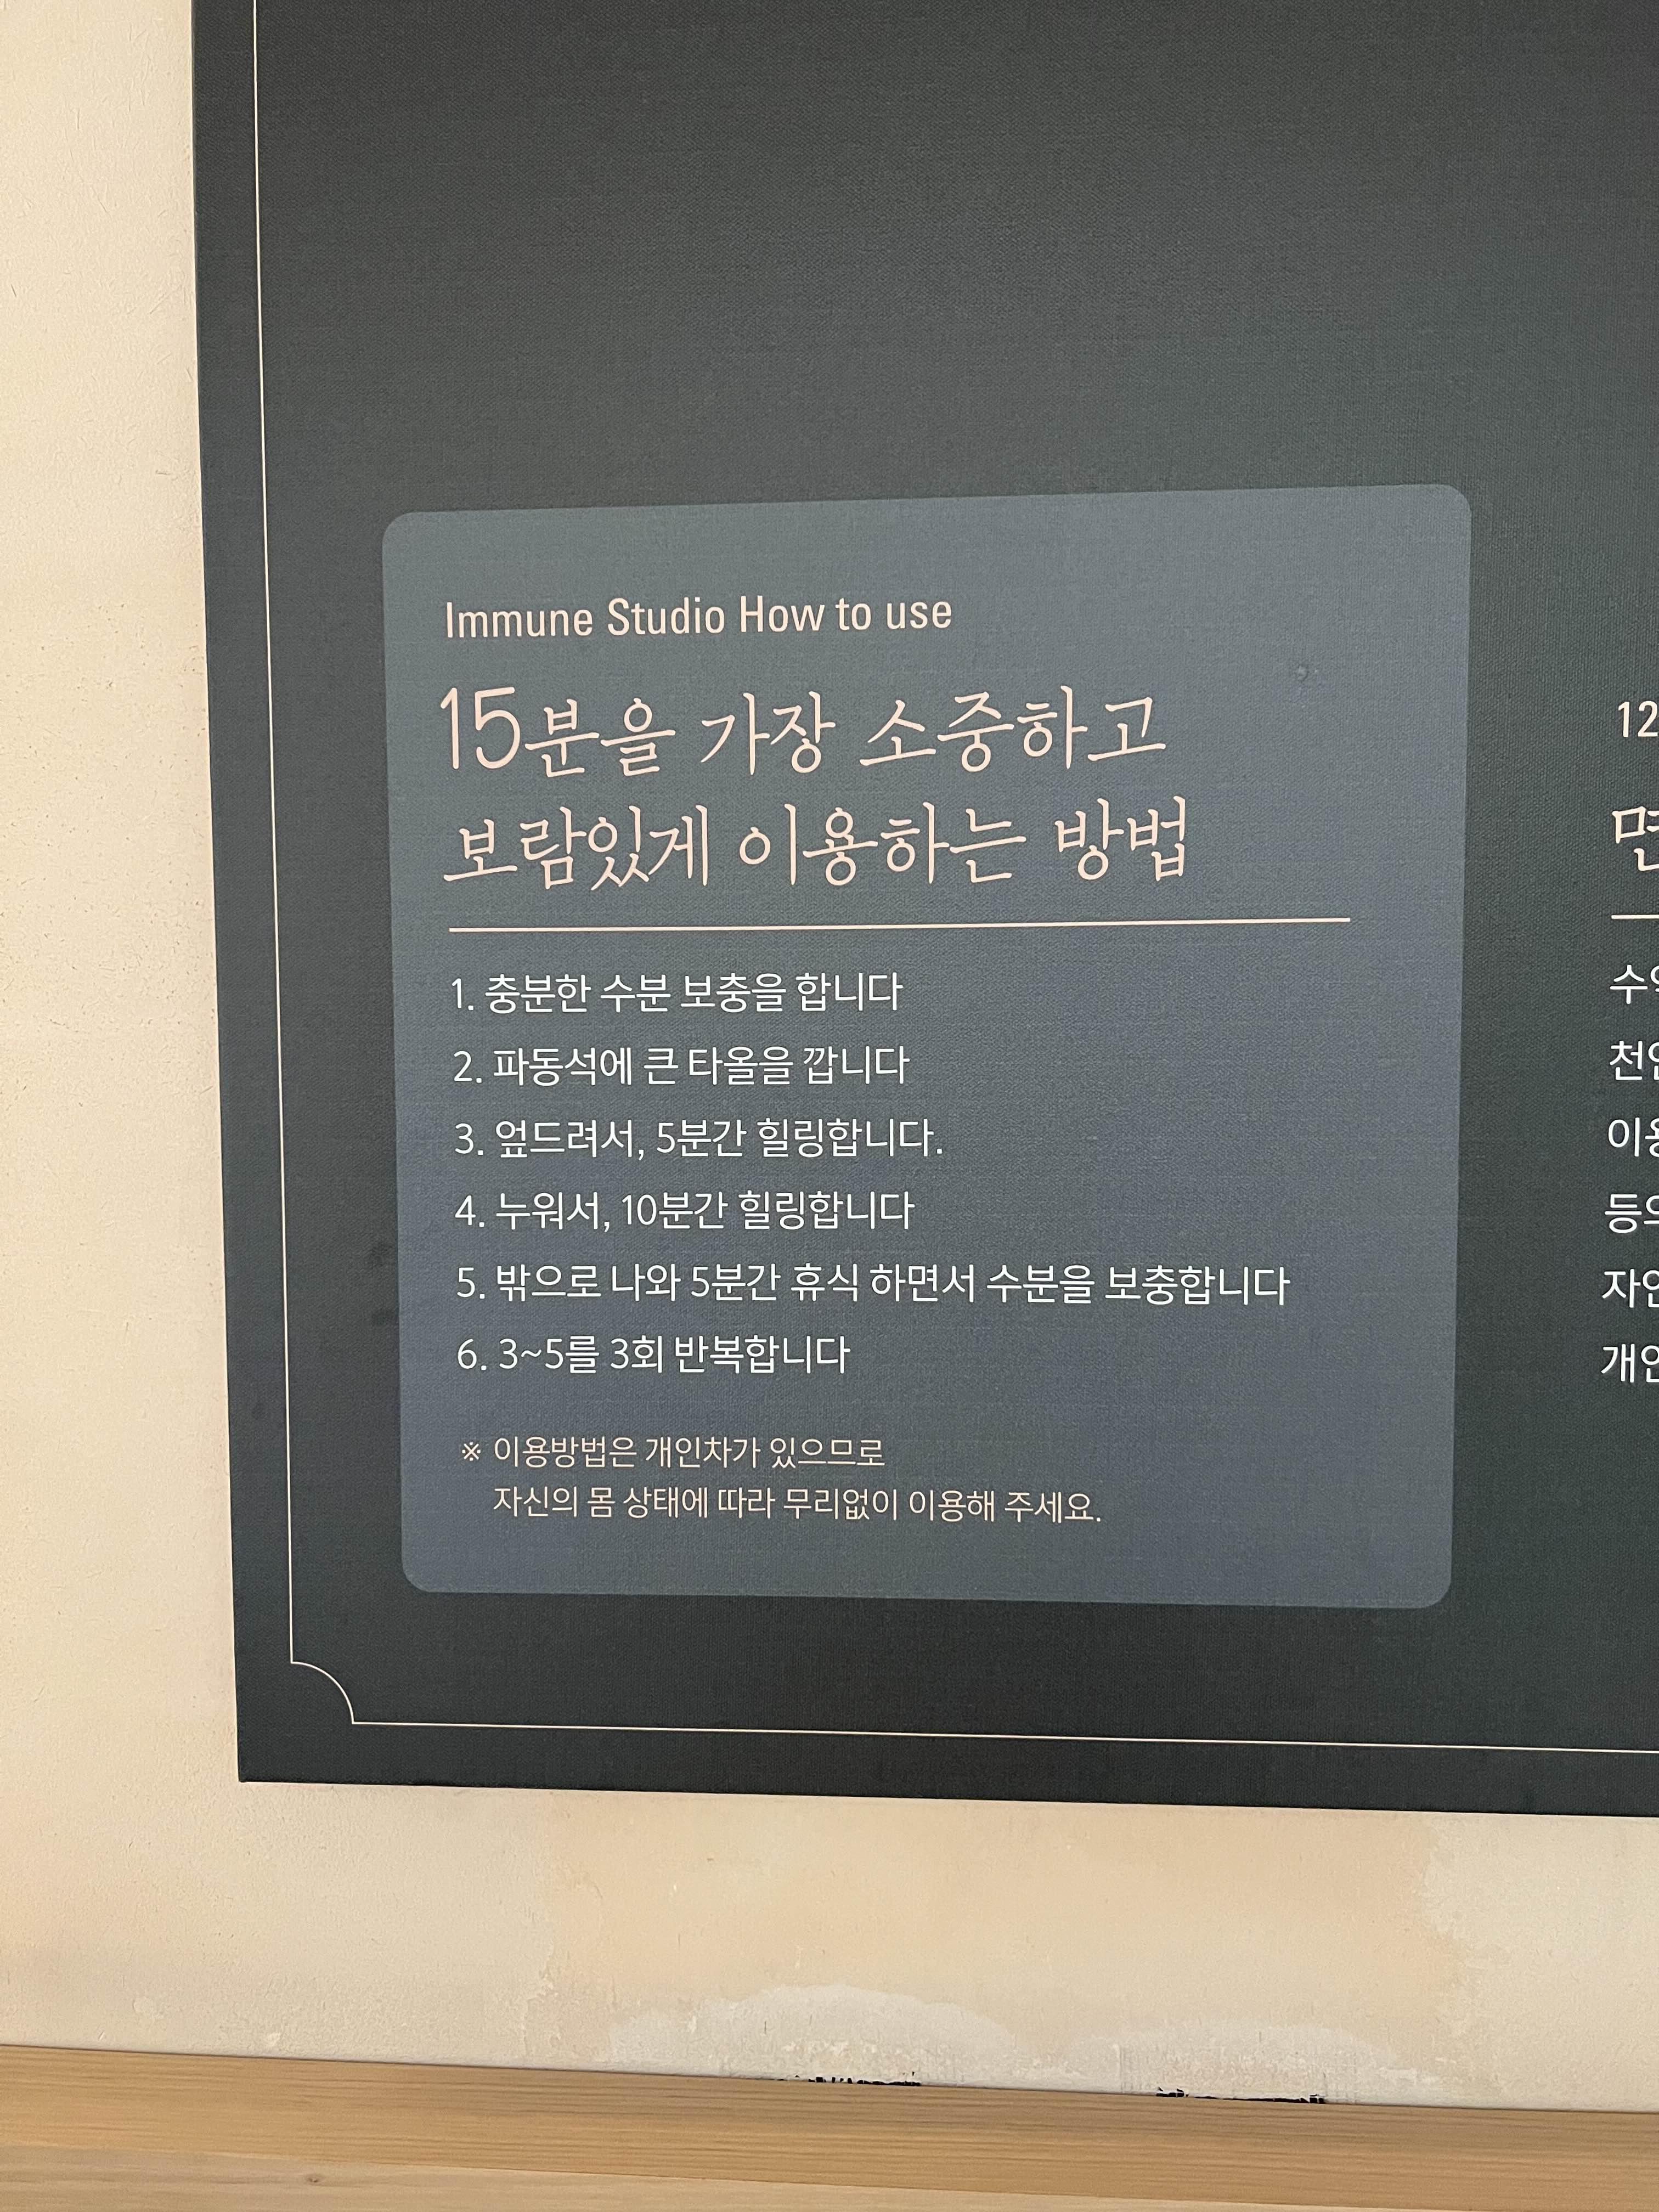 Immune Studio How to use
15분을 가장 소중하고
보람있게 이용하는 방법
1. 충분한 수분 보충을 합니다
2. 파동석에 큰 타올을 깝니다
3. 엎드려서, 5분간 힐링합니다.
4. 누워서, 10분간 힐링합니다
5. 밖으로 나와 5분간 휴식 하면서 수분을 보충합니다
6. 3~5를 3회 반복합니다
※ 이용방법은 개인차가 있으므로
자신의 몸 상태에 따라 무리없이 이용해 주세요.
12